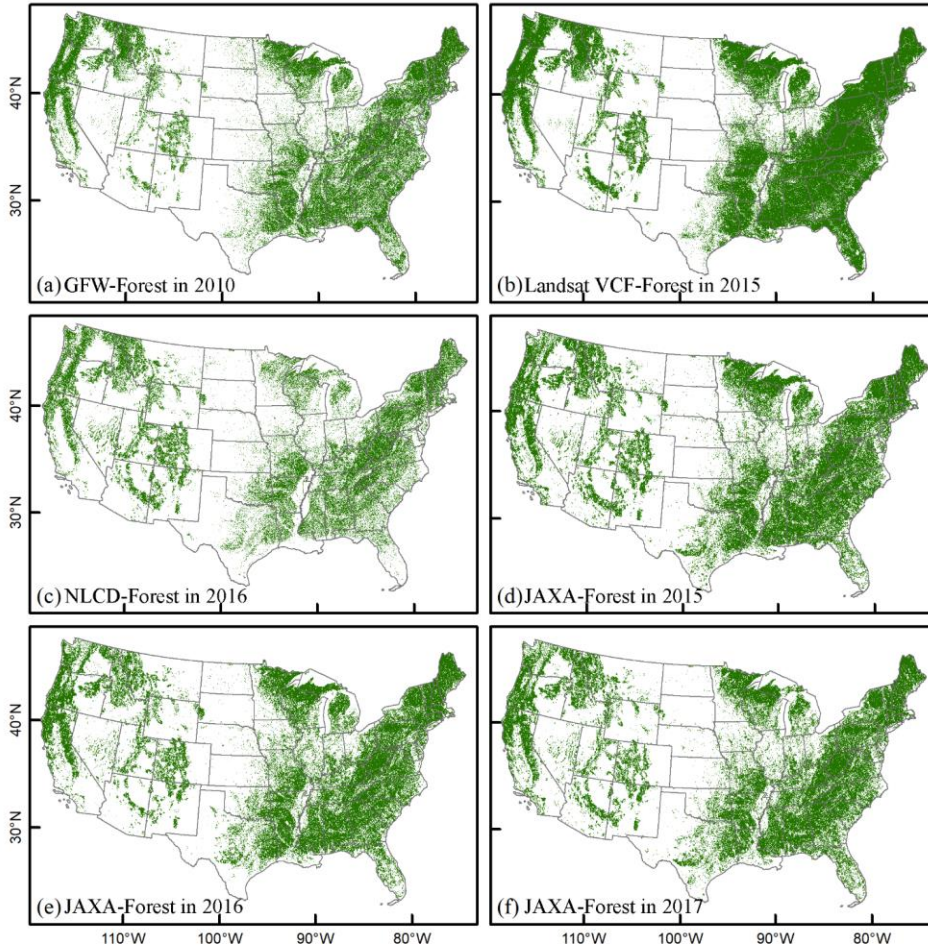 40°N
30°N
(a) GFW-Forest in 2010
(b) Landsat VCF-Forest in 2015
40°N
30°N
(c) NLCD-Forest in 2016
(d) JAXA-Forest in 2015
40°N
30°N
(e) JAXA-Forest in 2016
(f) JAXA-Forest in 2017
110°W 100°W 90°W 80°W 110°W 100°W 90°W 80°W